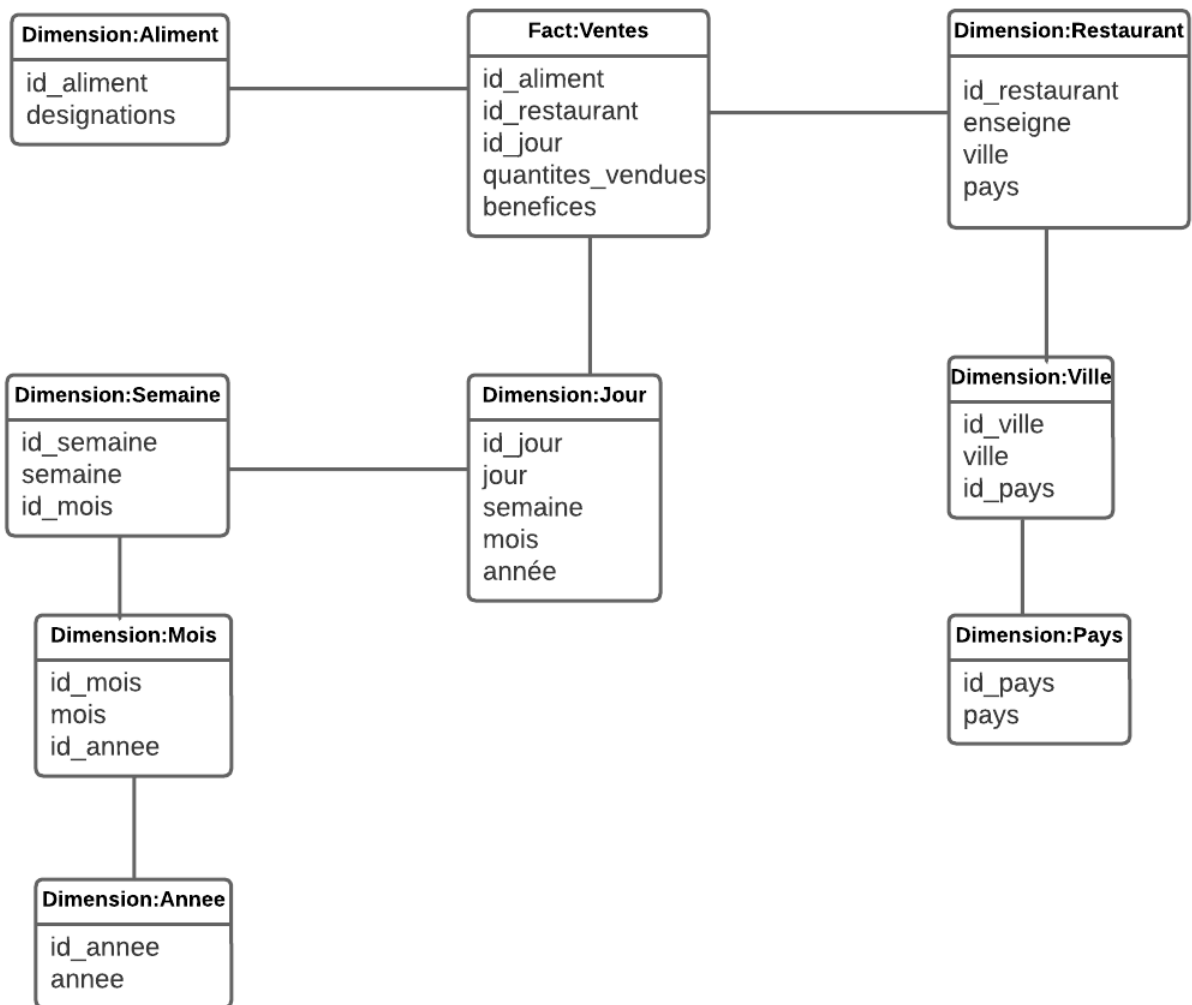 Dimension:Aliment
id_aliment
designations
Fact:Ventes
id_aliment
id_restaurant
id_jour
quantites_vendues
benefices
Dimension:Restaurant
id_restaurant
enseigne
ville
pays
Dimension:Semaine
id_semaine
semaine
id_mois
Dimension:Jour
id_jour
jour
semaine
mois
année
Dimension:Ville
id_ville
ville
id_pays
Dimension:Mois
id_mois
mois
id_annee
Dimension:Pays
id_pays
pays
Dimension:Annee
id_annee
annee